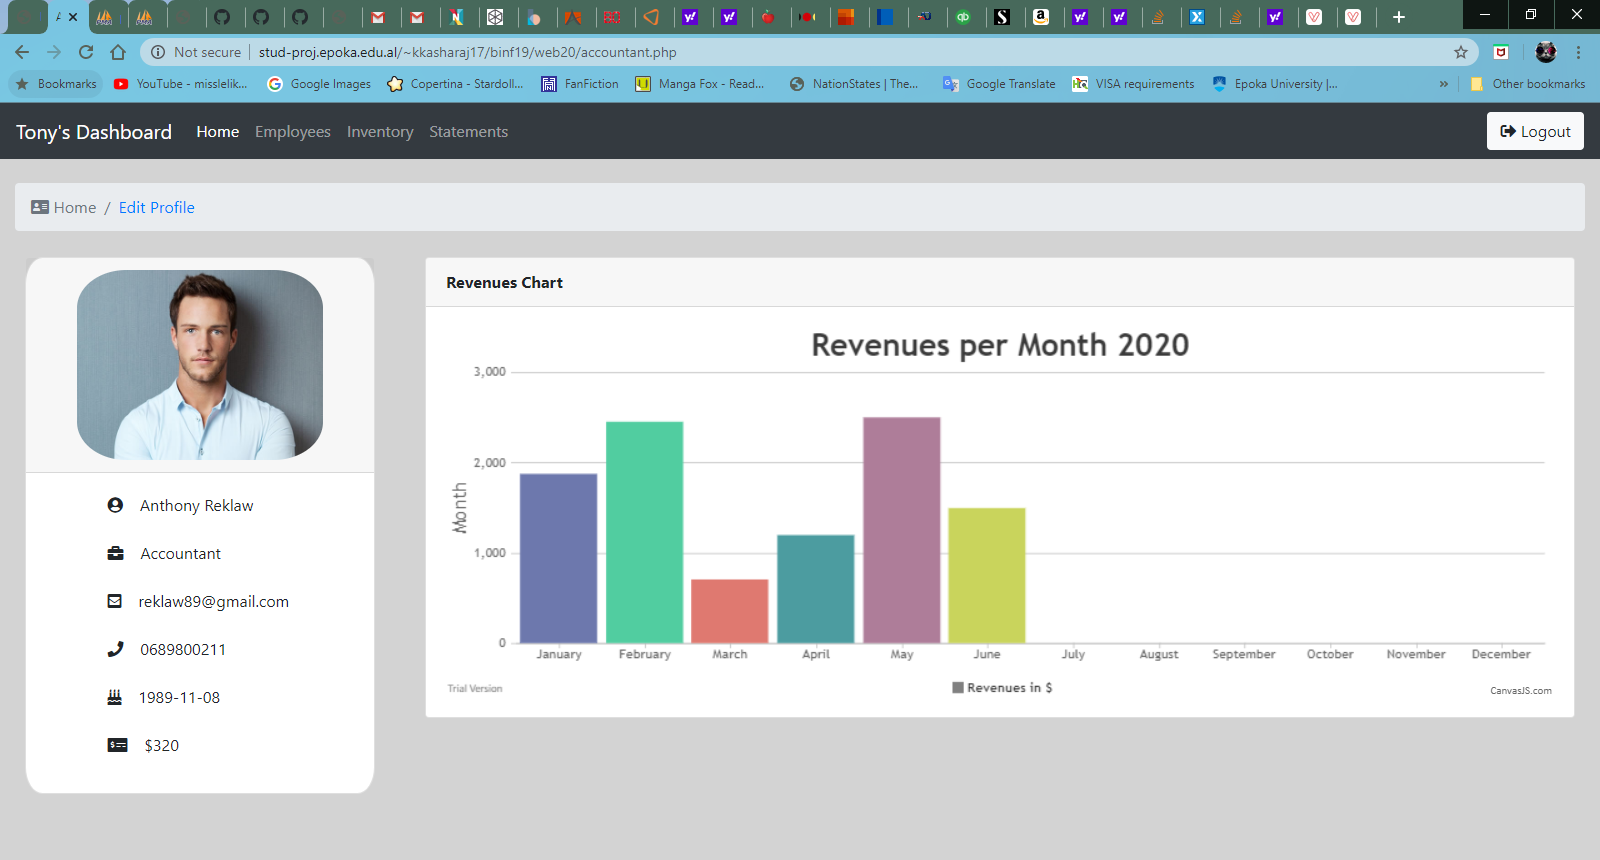 Not secure | stud-proj.epoka.edu.al/~kkasharaj17/binf19/web20/accountant.php
Bookmarks YouTube - misslelik... Google Images Copertina - Stardoll... FanFiction Manga Fox - Read... NationStates | The... Google Translate VISA requirements Epoka University |... » Other bookmarks
Tony's Dashboard Home Employees Inventory Statements Logout
Home / Edit Profile
Anthony Reklaw
Accountant
reklaw89@gmail.com
0689800211
1989-11-08
$320
Revenues Chart
Revenues per Month 2020
3,000
2,000
1,000
0
Month
January February March April May June July August September October November December
Revenues in $
Trial Version
CanvasJS.com